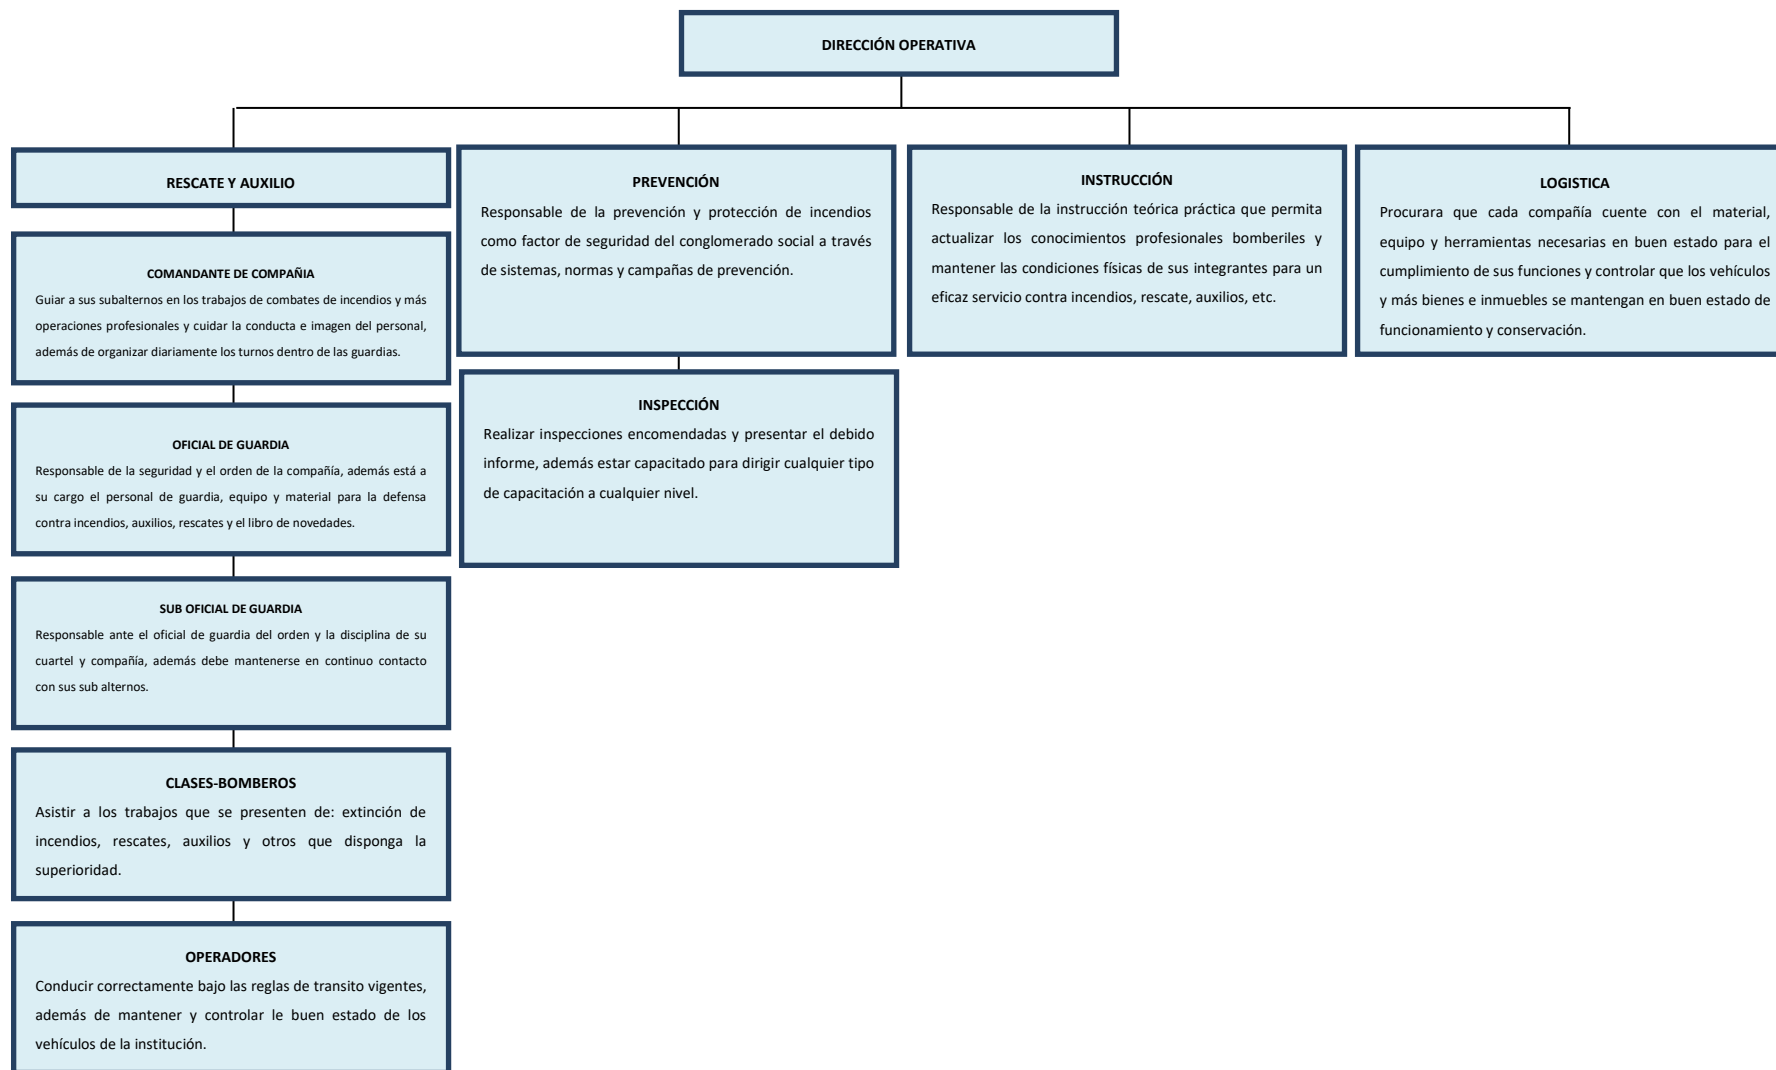 DIRECCIÓN OPERATIVA
RESCATE Y AUXILIO
COMANDANTE DE COMPAÑIA
Guiar a sus subalternos en los trabajos de combates de incendios y más
operaciones profesionales y cuidar la conducta e imagen del personal,
además de organizar diariamente los turnos dentro de las guardias.
OFICIAL DE GUARDIA
Responsable de la seguridad y el orden de la compañía, además está a
su cargo el personal de guardia, equipo y material para la defensa
contra incendios, auxilios, rescates y el libro de novedades.
SUB OFICIAL DE GUARDIA
Responsable ante el oficial de guardia del orden y la disciplina de su
cuartel y compañía, además debe mantenerse en continuo contacto
con sus sub alternos.
CLASES-BOMBEROS
Asistir a los trabajos que se presenten de: extinción de
incendios, rescates, auxilios y otros que disponga la
superioridad.
OPERADORES
Conducir correctamente bajo las reglas de transito vigentes,
además de mantener y controlar le buen estado de los
vehículos de la institución.
PREVENCIÓN
Responsable de la prevención y protección de incendios
como factor de seguridad del conglomerado social a través
de sistemas, normas y campañas de prevención.
INSPECCIÓN
Realizar inspecciones encomendadas y presentar el debido
informe, además estar capacitado para dirigir cualquier tipo
de capacitación a cualquier nivel.
INSTRUCCIÓN
Responsable de la instrucción teórica práctica que permita
actualizar los conocimientos profesionales bomberiles y
mantener las condiciones físicas de sus integrantes para un
eficaz servicio contra incendios, rescate, auxilios, etc.
LOGISTICA
Procurara que cada compañía cuente con el material,
equipo y herramientas necesarias en buen estado para el
cumplimiento de sus funciones y controlar que los vehículos
y más bienes e inmuebles se mantengan en buen estado de
funcionamiento y conservación.